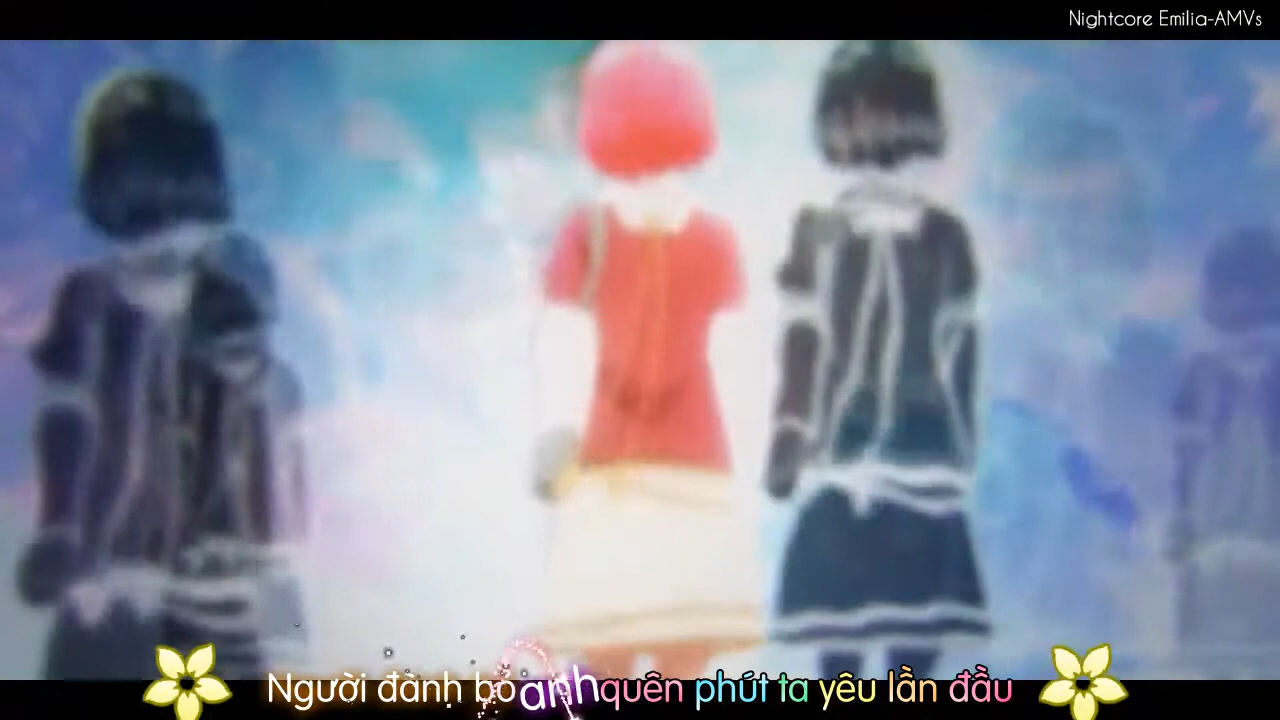 Nightcore Emilia-AMVs
Người đành bỏ anh quên phút ta yêu lần đầu